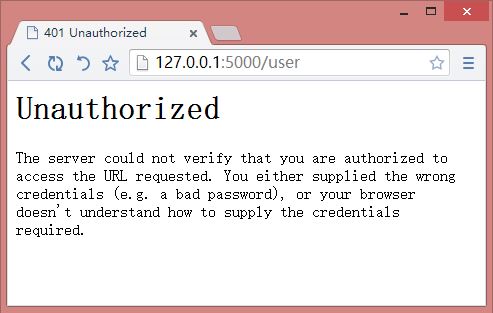 401 Unauthorized
127.0.0.1:5000/user
Unauthorized
The server could not verify that you are authorized to
access the URL requested. You either supplied the wrong
credentials (e.g. a bad password), or your browser
doesn't understand how to supply the credentials
required.